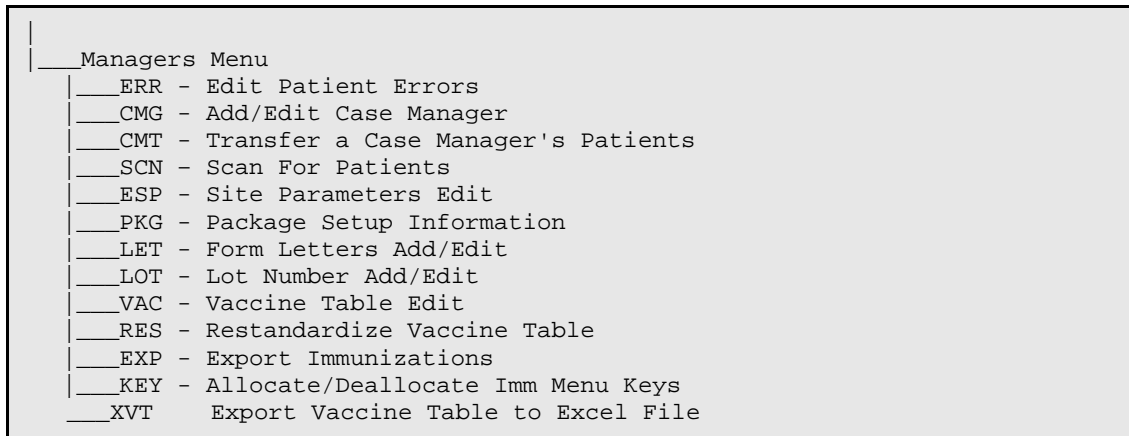 |
|___Managers Menu
|___ERR - Edit Patient Errors
|___CMG - Add/Edit Case Manager
|___CMT - Transfer a Case Manager's Patients
|___SCN – Scan For Patients
|___ESP - Site Parameters Edit
|___PKG - Package Setup Information
|___LET - Form Letters Add/Edit
|___LOT - Lot Number Add/Edit
|___VAC - Vaccine Table Edit
|___RES - Restandardize Vaccine Table
|___EXP - Export Immunizations
|___KEY - Allocate/Deallocate Imm Menu Keys
___XVT    Export Vaccine Table to Excel File